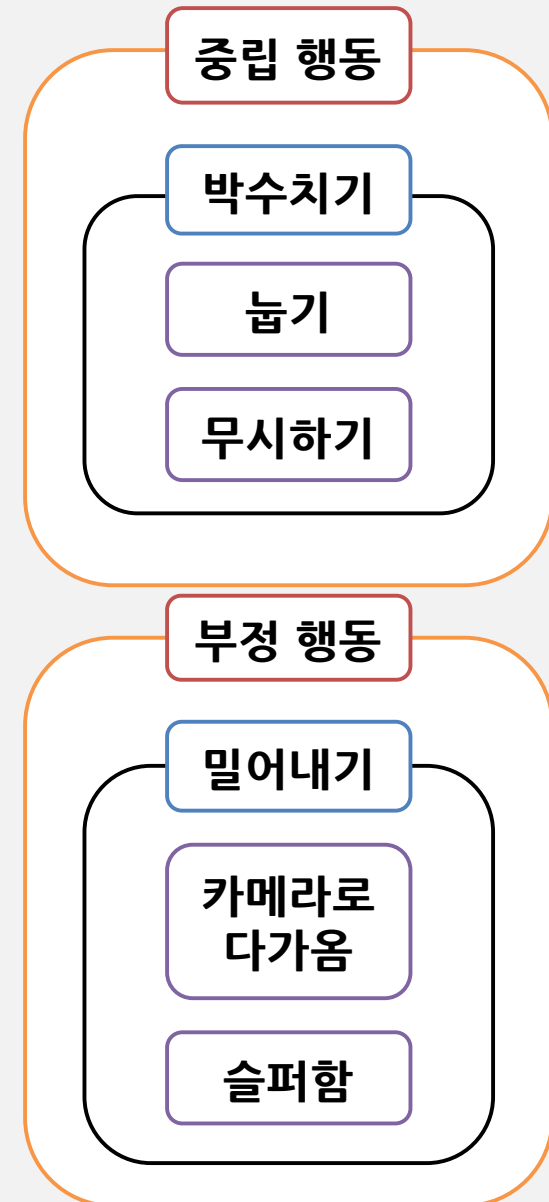 중립 행동
박수치기
눕기
무시하기
부정 행동
밀어내기
카메라로
다가옴
슬퍼함